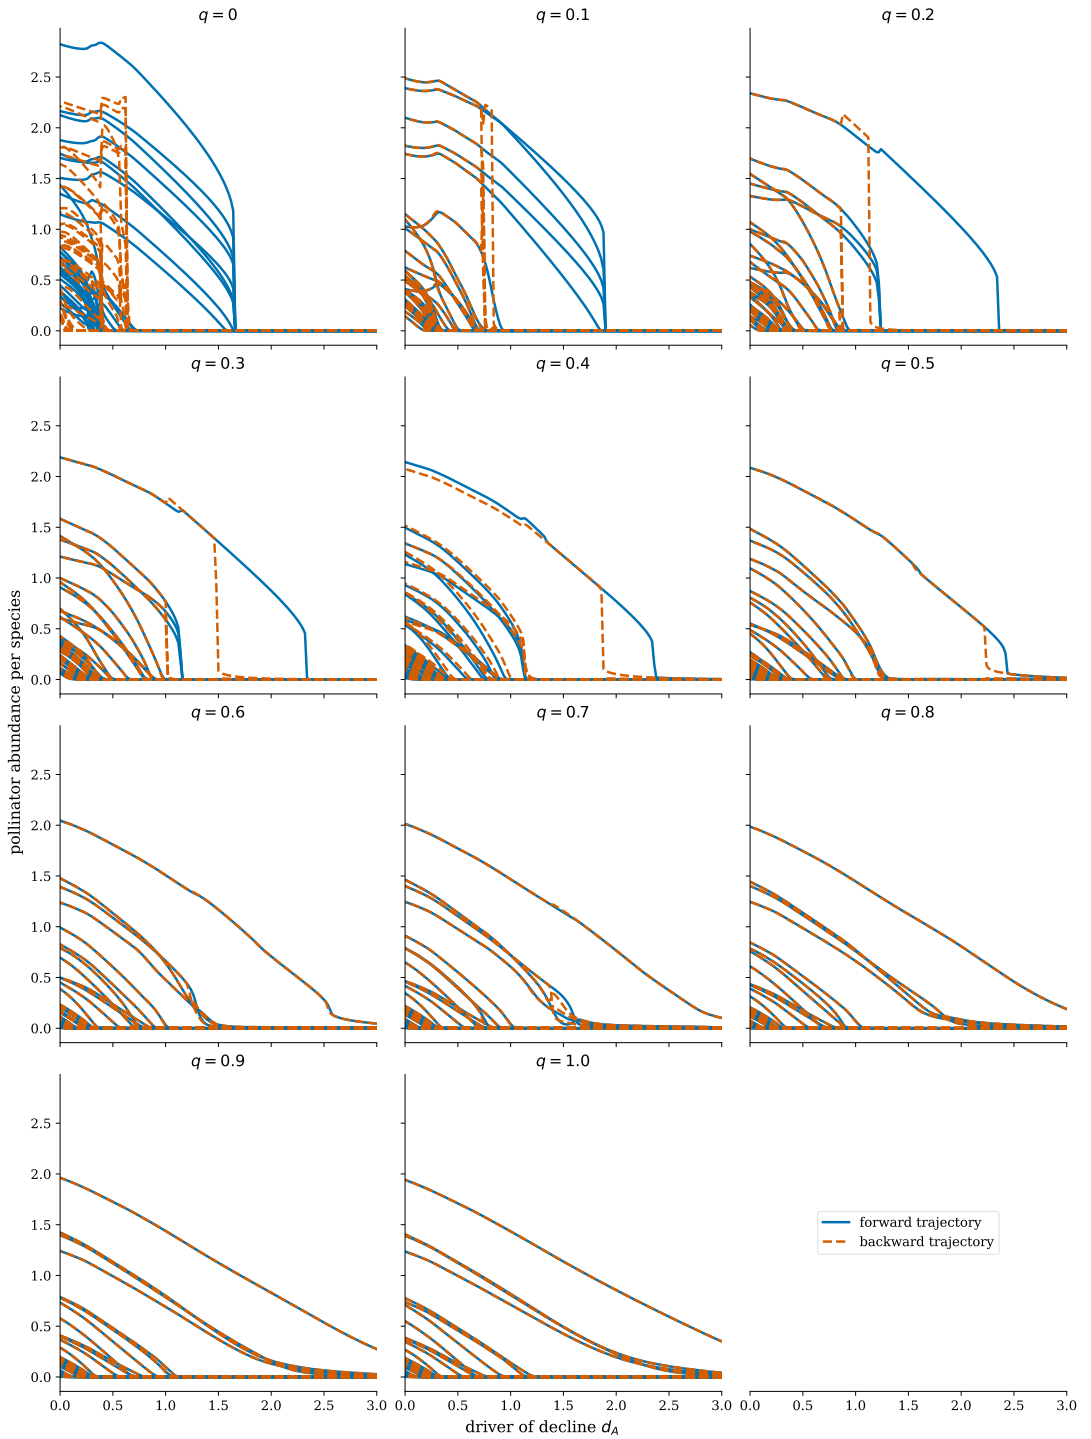 q = 0
q = 0.1
q = 0.2
2.5
2.0
1.5
1.0
0.5
0.0
q = 0.3
q = 0.4
q = 0.5
2.5
2.0
1.5
1.0
0.5
0.0
pollinator abundance per species
q = 0.6
q = 0.7
q = 0.8
2.5
2.0
1.5
1.0
0.5
0.0
q = 0.9
q = 1.0
2.5
2.0
1.5
1.0
0.5
0.0
forward trajectory
backward trajectory
0.0 0.5 1.0 1.5 2.0 2.5 3.0
0.0 0.5 1.0 1.5 2.0 2.5 3.0
0.0 0.5 1.0 1.5 2.0 2.5 3.0
driver of decline d_A